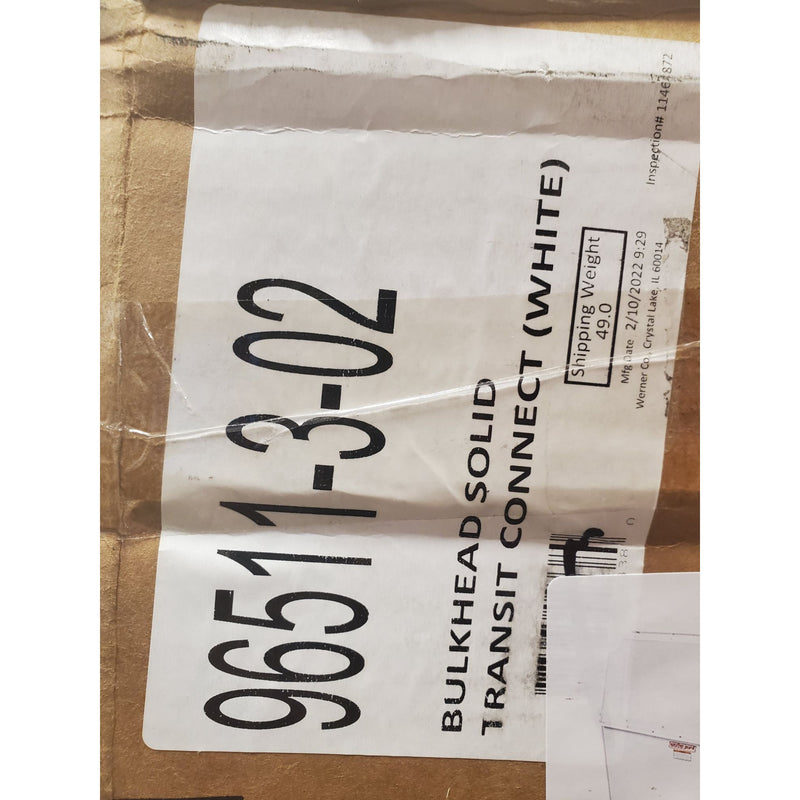 96511-3-02
BULKHEAD SOLID
TRANSIT CONNECT (WHITE)
Shipping Weight
49.0
Mfg Date 2/10/2022 9:29
Werner Co., Crystal Lake, IL 60014
Inspection#